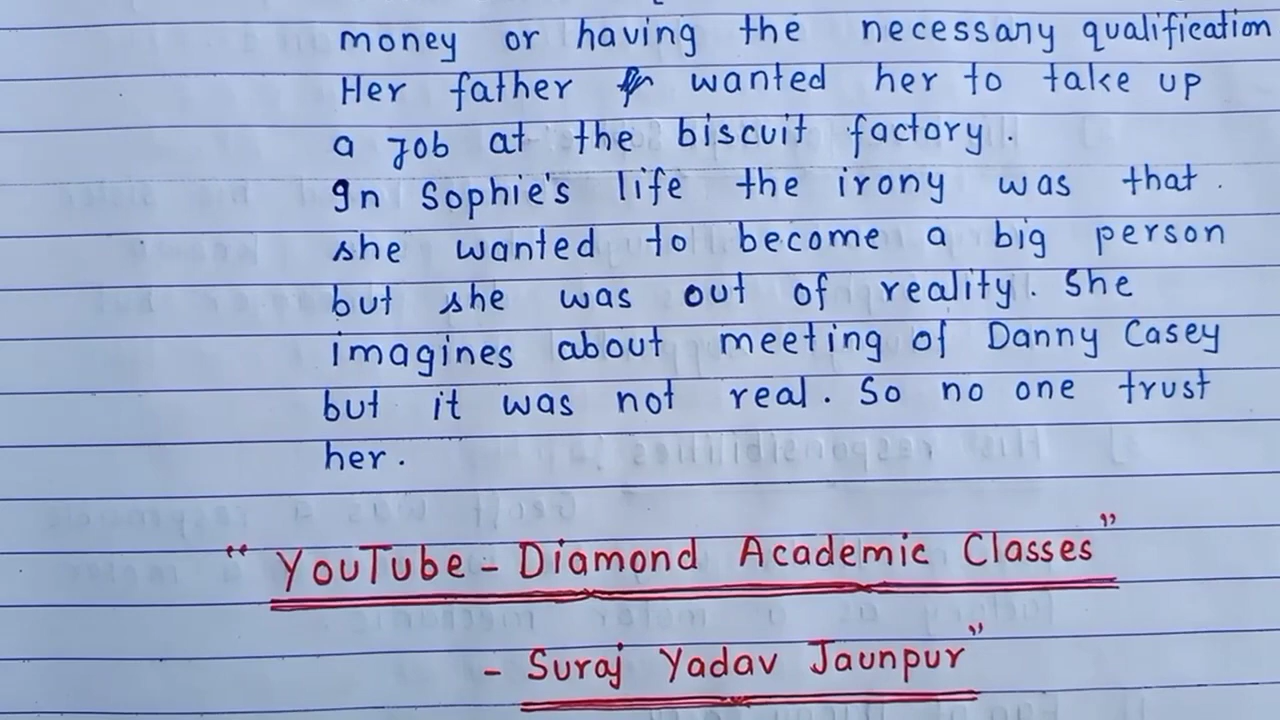 money or having the necessary qualification
Her father wanted her to take up
a job at the biscuit factory.
In Sophie's life the irony was that
she wanted to become a big person
but she was out of reality. She
imagines about meeting of Danny Casey
but it was not real. So no one trust
her.
"YouTube - Diamond Academic Classes"
- Suraj Yadav Jaunpur"